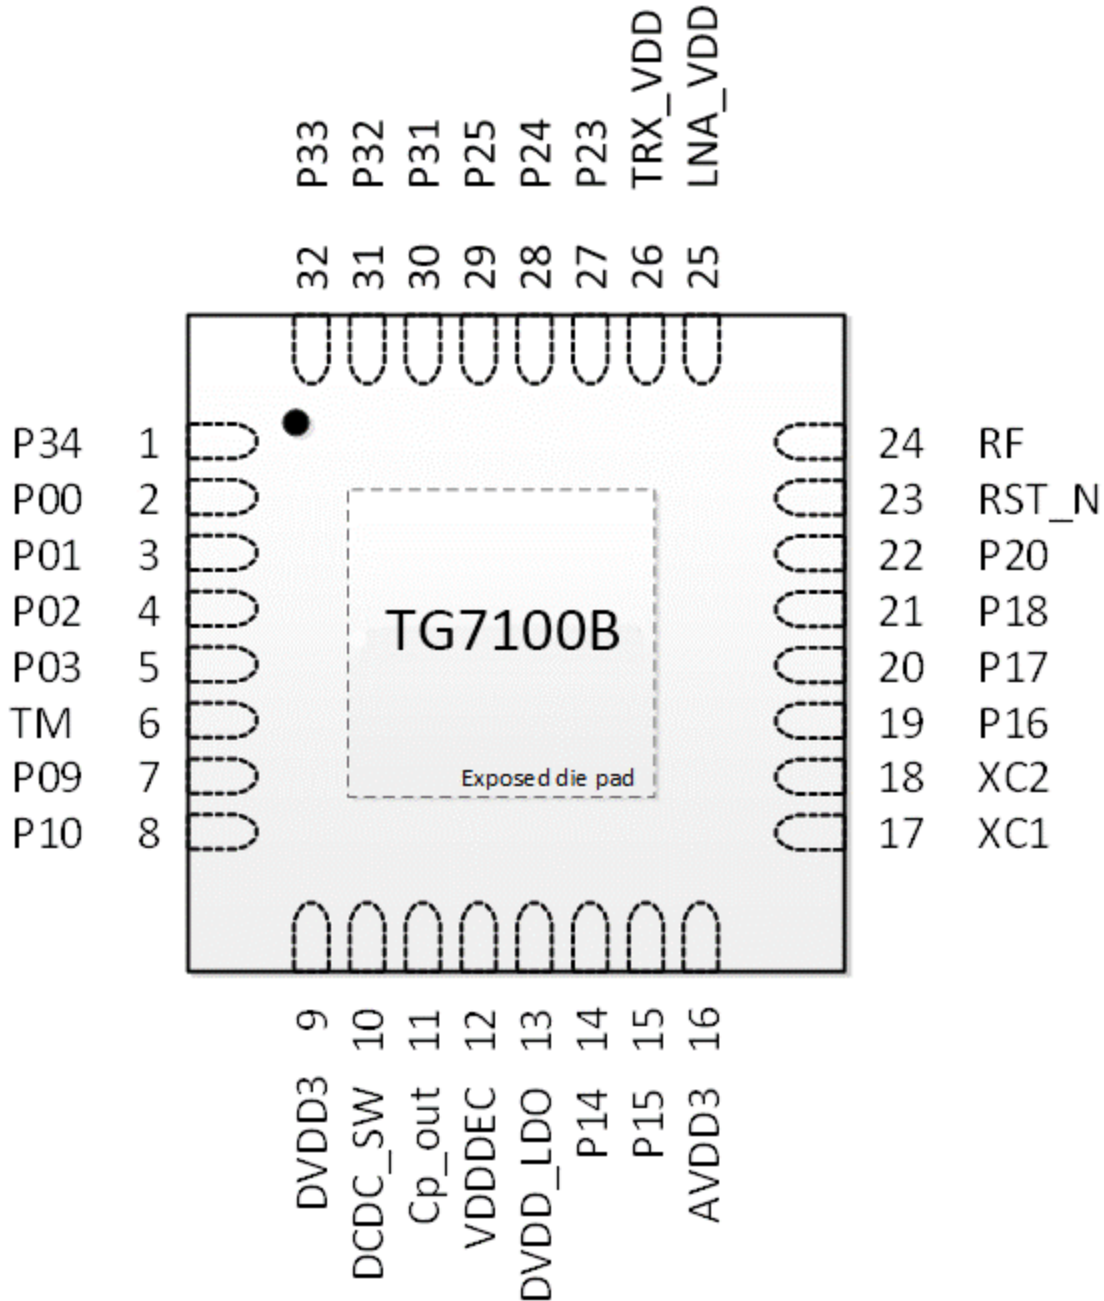 P33 P32 P31 P25 P24 P23 TRX_VDD LNA_VDD
32 31 30 29 28 27 26 25
P34 1
P00 2
P01 3
P02 4
P03 5
TM 6
P09 7
P10 8
TG7100B
Exposed die pad
24 RF
23 RST_N
22 P20
21 P18
20 P17
19 P16
18 XC2
17 XC1
9 10 11 12 13 14 15 16
DVDD3 DCDC_SW Cp_out VDDDEC DVDD_LDO P14 P15 AVDD3